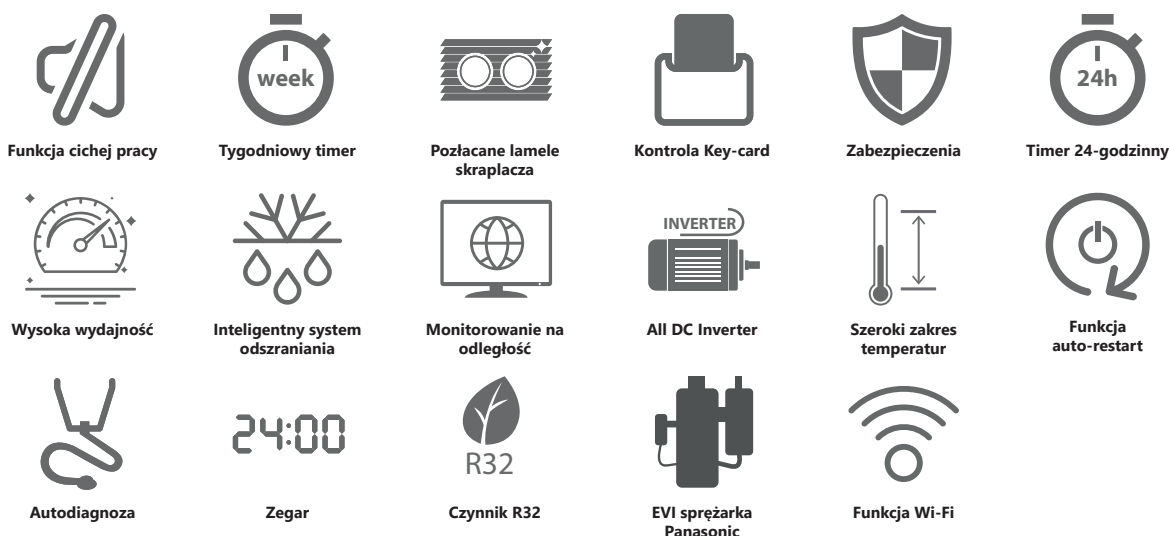 week
24h
Funkcja cichej pracy
Tygodniowy timer
Pozłacane lamele
skraplacza
Kontrola Key-card
Zabezpieczenia
Timer 24-godzinny
INVERTER
Wysoka wydajność
Inteligentny system
odszraniania
Monitorowanie na
odległość
All DC Inverter
Szeroki zakres
temperatur
Funkcja
auto-restart
24:00
R32
Autodiagnoza
Zegar
Czynnik R32
EVI sprężarka
Panasonic
Funkcja Wi-Fi